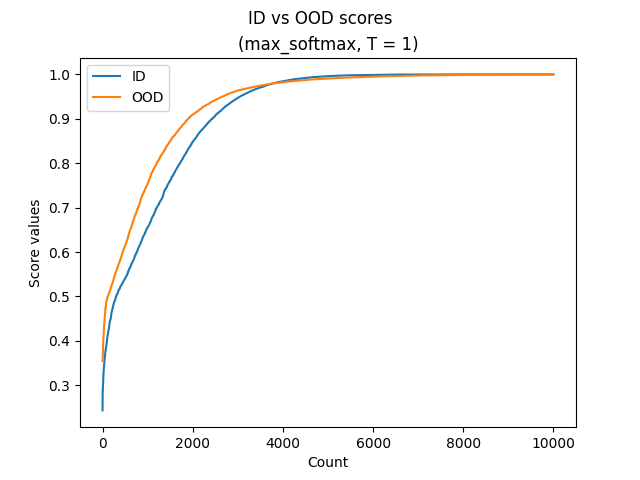 ID vs OOD scores
(max_softmax, T = 1)
ID
OOD
Score values
1.0
0.9
0.8
0.7
0.6
0.5
0.4
0.3
0
2000
4000
6000
8000
10000
Count